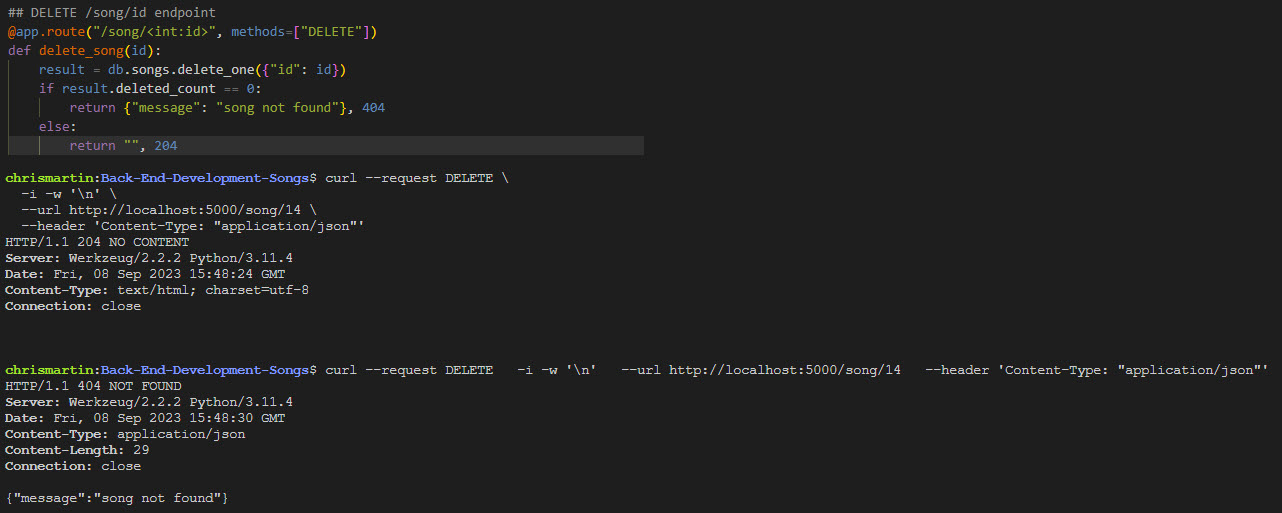 ## DELETE /song/id endpoint
@app.route("/song/<int:id>", methods=["DELETE"])
def delete_song(id):
    result = db.songs.delete_one({"id": id})
    if result.deleted_count == 0:
        return {"message": "song not found"}, 404
    else:
        return "", 204
chrismartin:Back-End-Development-Songs$ curl --request DELETE \
  -i -w '\n' \
  --url http://localhost:5000/song/14 \
  --header 'Content-Type: "application/json"'
HTTP/1.1 204 NO CONTENT
Server: Werkzeug/2.2.2 Python/3.11.4
Date: Fri, 08 Sep 2023 15:48:24 GMT
Content-Type: text/html; charset=utf-8
Connection: close
chrismartin:Back-End-Development-Songs$ curl --request DELETE   -i -w '\n'   --url http://localhost:5000/song/14   --header 'Content-Type: "application/json"'
HTTP/1.1 404 NOT FOUND
Server: Werkzeug/2.2.2 Python/3.11.4
Date: Fri, 08 Sep 2023 15:48:30 GMT
Content-Type: application/json
Content-Length: 29
Connection: close
{"message":"song not found"}